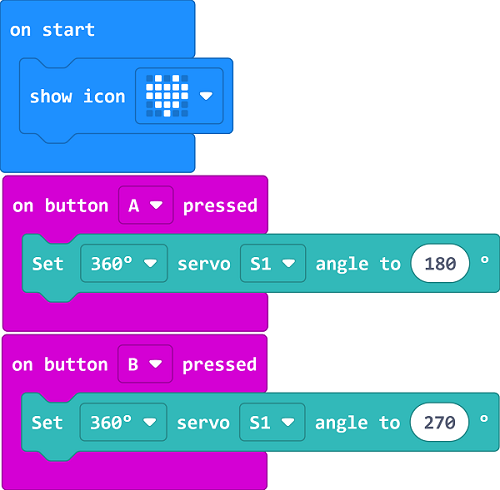 on start
show icon
on button A pressed
Set 360° servo S1 angle to 180 °
on button B pressed
Set 360° servo S1 angle to 270 °